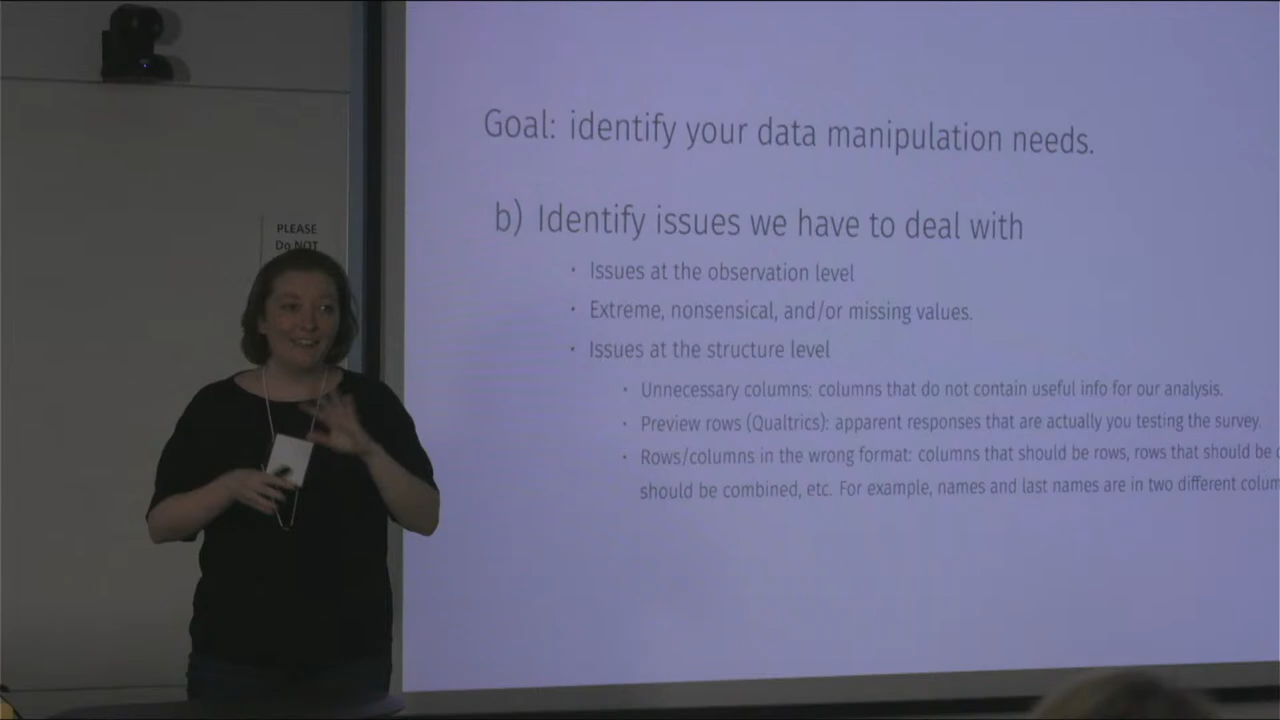 PLEASE
Do NOT
Goal: identify your data manipulation needs.
b) Identify issues we have to deal with
· Issues at the observation level
· Extreme, nonsensical, and/or missing values.
· Issues at the structure level
· Unnecessary columns: columns that do not contain useful info for our analysis.
· Preview rows (Qualtrics): apparent responses that are actually you testing the survey.
· Rows/columns in the wrong format: columns that should be rows, rows that should be
should be combined, etc. For example, names and last names are in two different colum